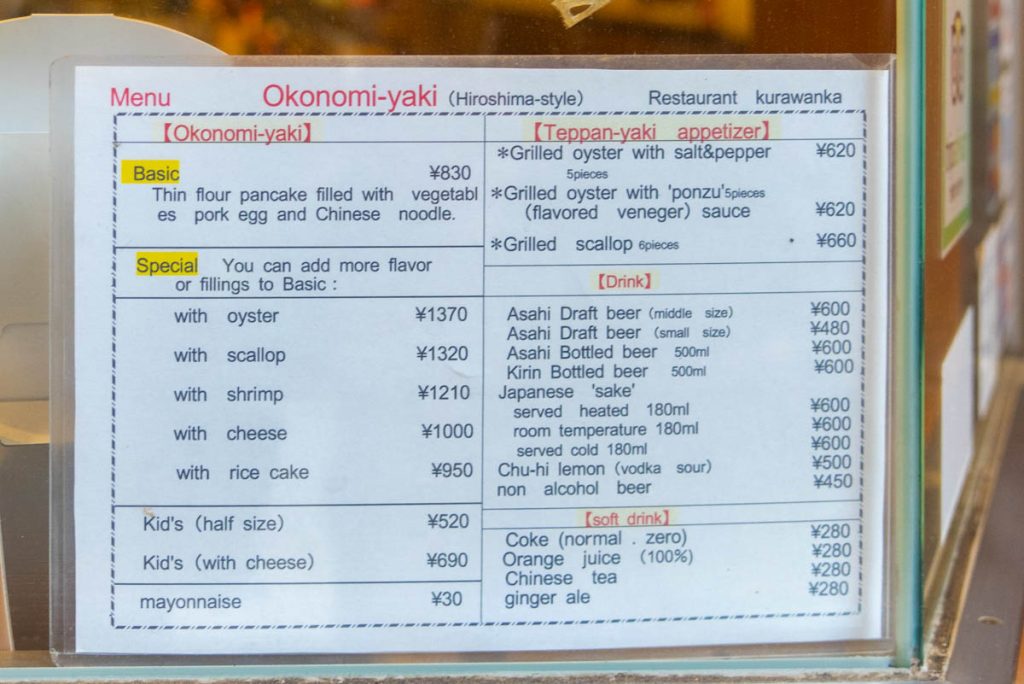 Menu Okonomi-yaki (Hiroshima-style) Restaurant kurawanka
【Okonomi-yaki】
Basic ¥830
Thin flour pancake filled with vegetabl
es pork egg and Chinese noodle.
Special You can add more flavor
or fillings to Basic :
with oyster ¥1370
with scallop ¥1320
with shrimp ¥1210
with cheese ¥1000
with rice cake ¥950
Kid's (half size) ¥520
Kid's (with cheese) ¥690
mayonnaise ¥30
【Teppan-yaki appetizer】
*Grilled oyster with salt&pepper ¥620
5pieces
*Grilled oyster with 'ponzu'5pieces
(flavored veneger) sauce ¥620
*Grilled scallop 6pieces ¥660
【Drink】
Asahi Draft beer (middle size) ¥600
Asahi Draft beer (small size) ¥480
Asahi Bottled beer 500ml ¥600
Kirin Bottled beer 500ml ¥600
Japanese 'sake'
served heated 180ml ¥600
room temperature 180ml ¥600
served cold 180ml ¥600
Chu-hi lemon (vodka sour) ¥500
non alcohol beer ¥450
【soft drink】
Coke (normal . zero) ¥280
Orange juice (100%) ¥280
Chinese tea ¥280
ginger ale ¥280